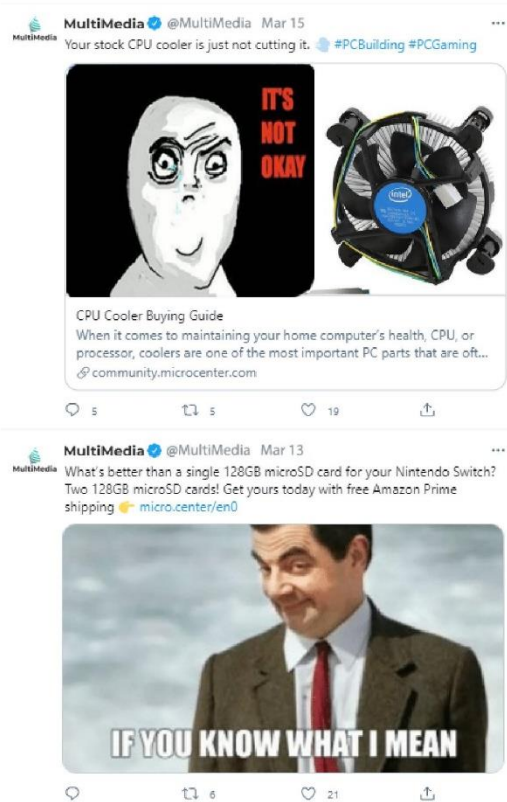 MultiMedia @MultiMedia Mar 15
MultiMedia
Your stock CPU cooler is just not cutting it. #PCBuilding #PCGaming
IT'S
NOT
OKAY
intel
CPU Cooler Buying Guide
When it comes to maintaining your home computer's health, CPU, or
processor, coolers are one of the most important PC parts that are oft...
community.microcenter.com
5 5 19
MultiMedia @MultiMedia Mar 13
MultiMedia
What's better than a single 128GB microSD card for your Nintendo Switch?
Two 128GB microSD cards! Get yours today with free Amazon Prime
shipping 👉 micro.center/en0
IF YOU KNOW WHAT I MEAN
6 21